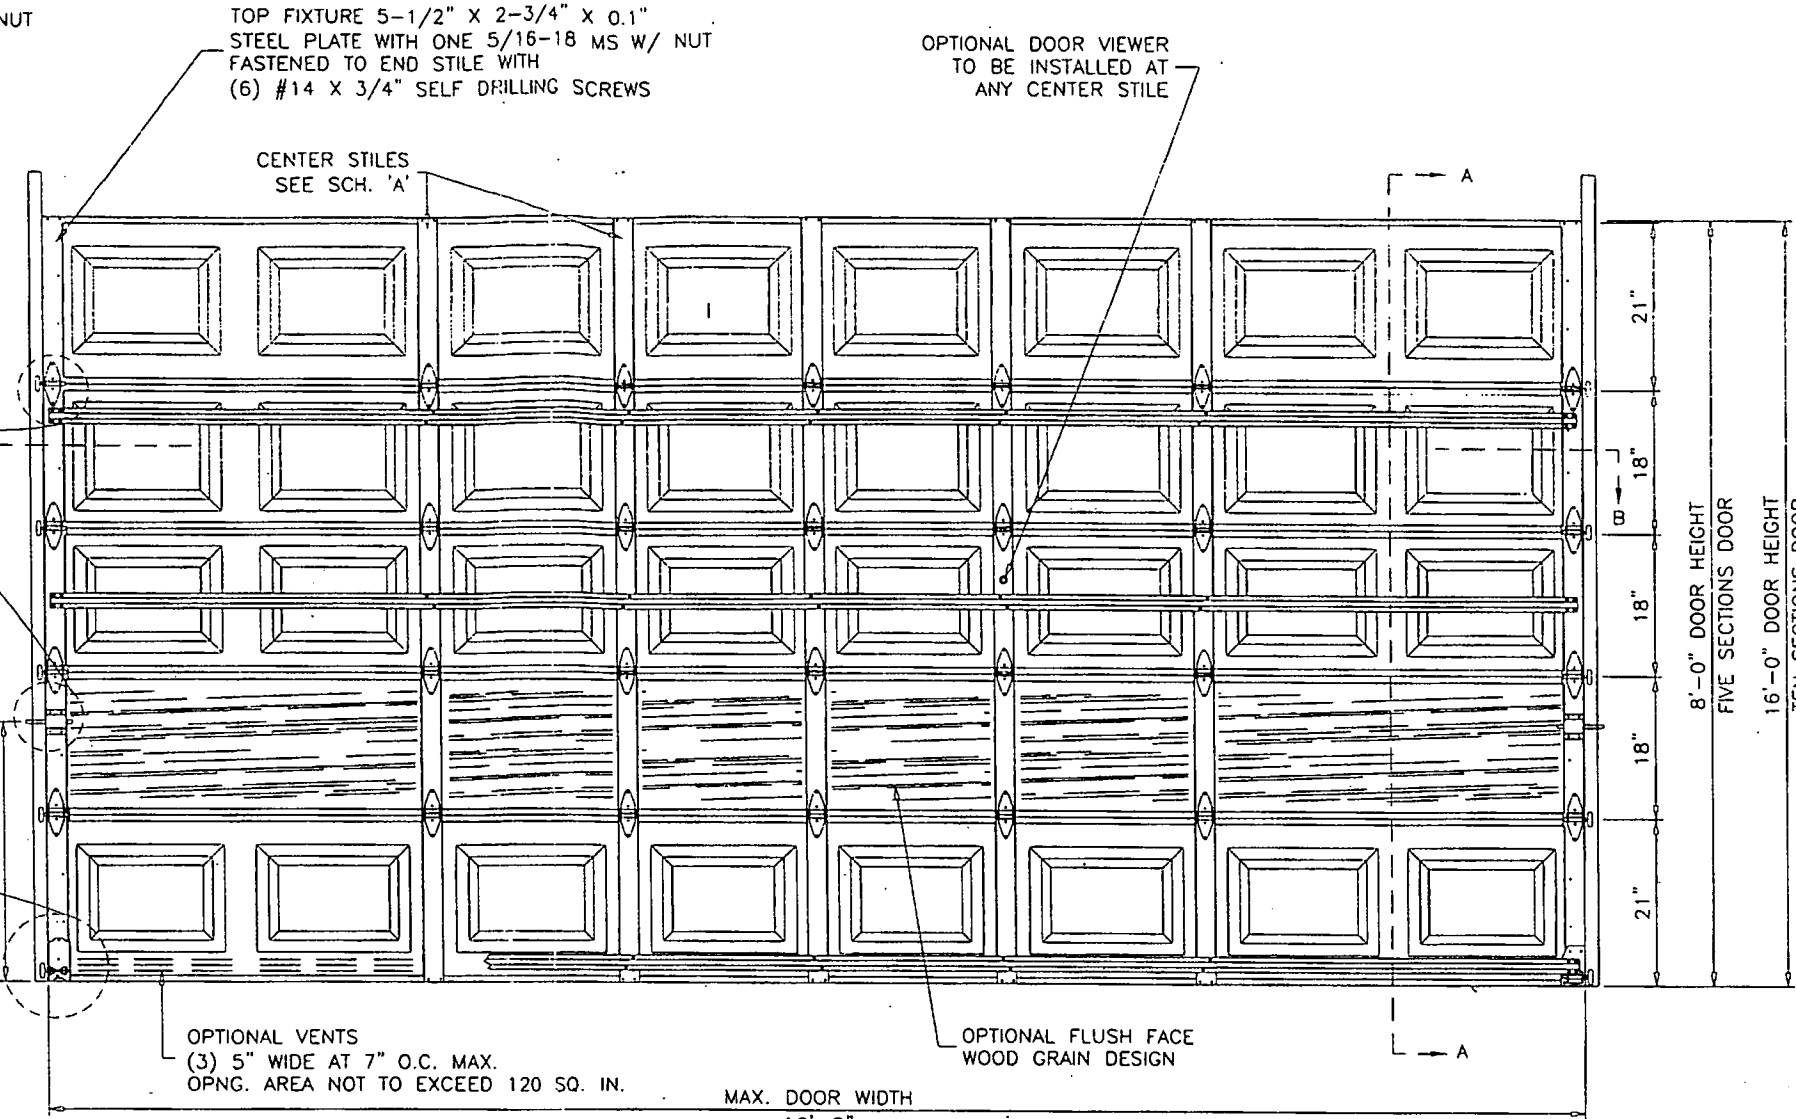 NUT
TOP FIXTURE 5-1/2" X 2-3/4" X 0.1"
STEEL PLATE WITH ONE 5/16-18 MS W/ NUT
FASTENED TO END STILE WITH
(6) #14 X 3/4" SELF DRILLING SCREWS
OPTIONAL DOOR VIEWER
TO BE INSTALLED AT
ANY CENTER STILE
CENTER STILES
SEE SCH. 'A'
A
21"
18"
B
18"
18"
21"
8'-0" DOOR HEIGHT
FIVE SECTIONS DOOR
16'-0" DOOR HEIGHT
TEN SECTIONS DOOR
OPTIONAL VENTS
(3) 5" WIDE AT 7" O.C. MAX.
OPNG. AREA NOT TO EXCEED 120 SQ. IN.
OPTIONAL FLUSH FACE
WOOD GRAIN DESIGN
A
MAX. DOOR WIDTH